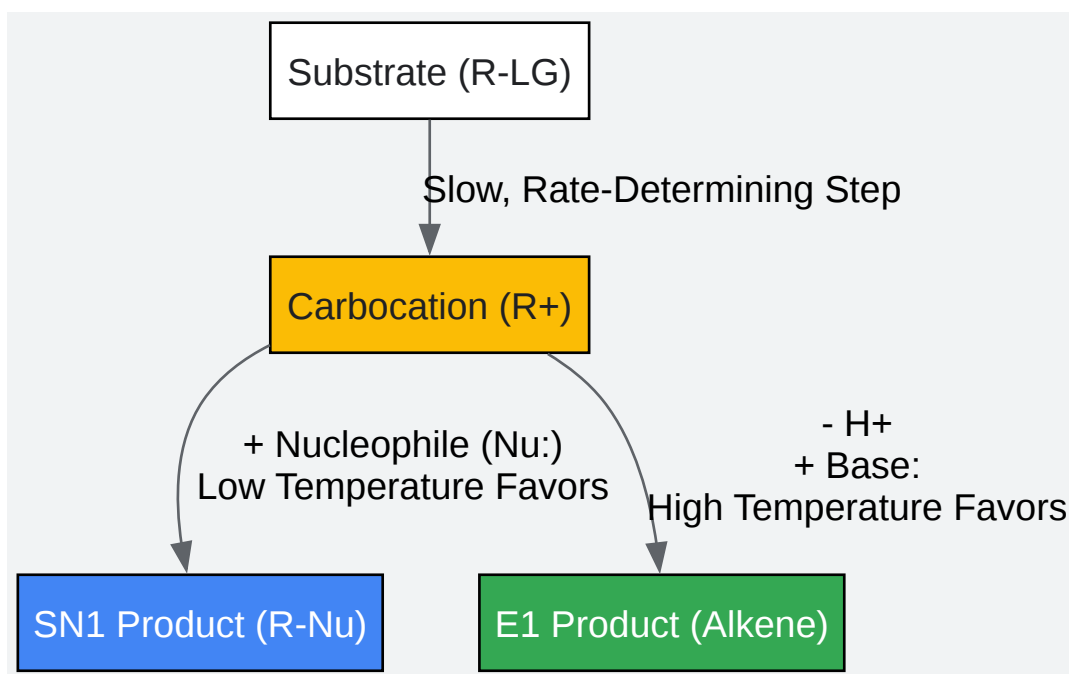 Substrate (R-LG)
Slow, Rate-Determining Step
Carbocation (R+)
+ Nucleophile (Nu:)
Low Temperature Favors
- H+
+ Base:
High Temperature Favors
SN1 Product (R-Nu)
E1 Product (Alkene)